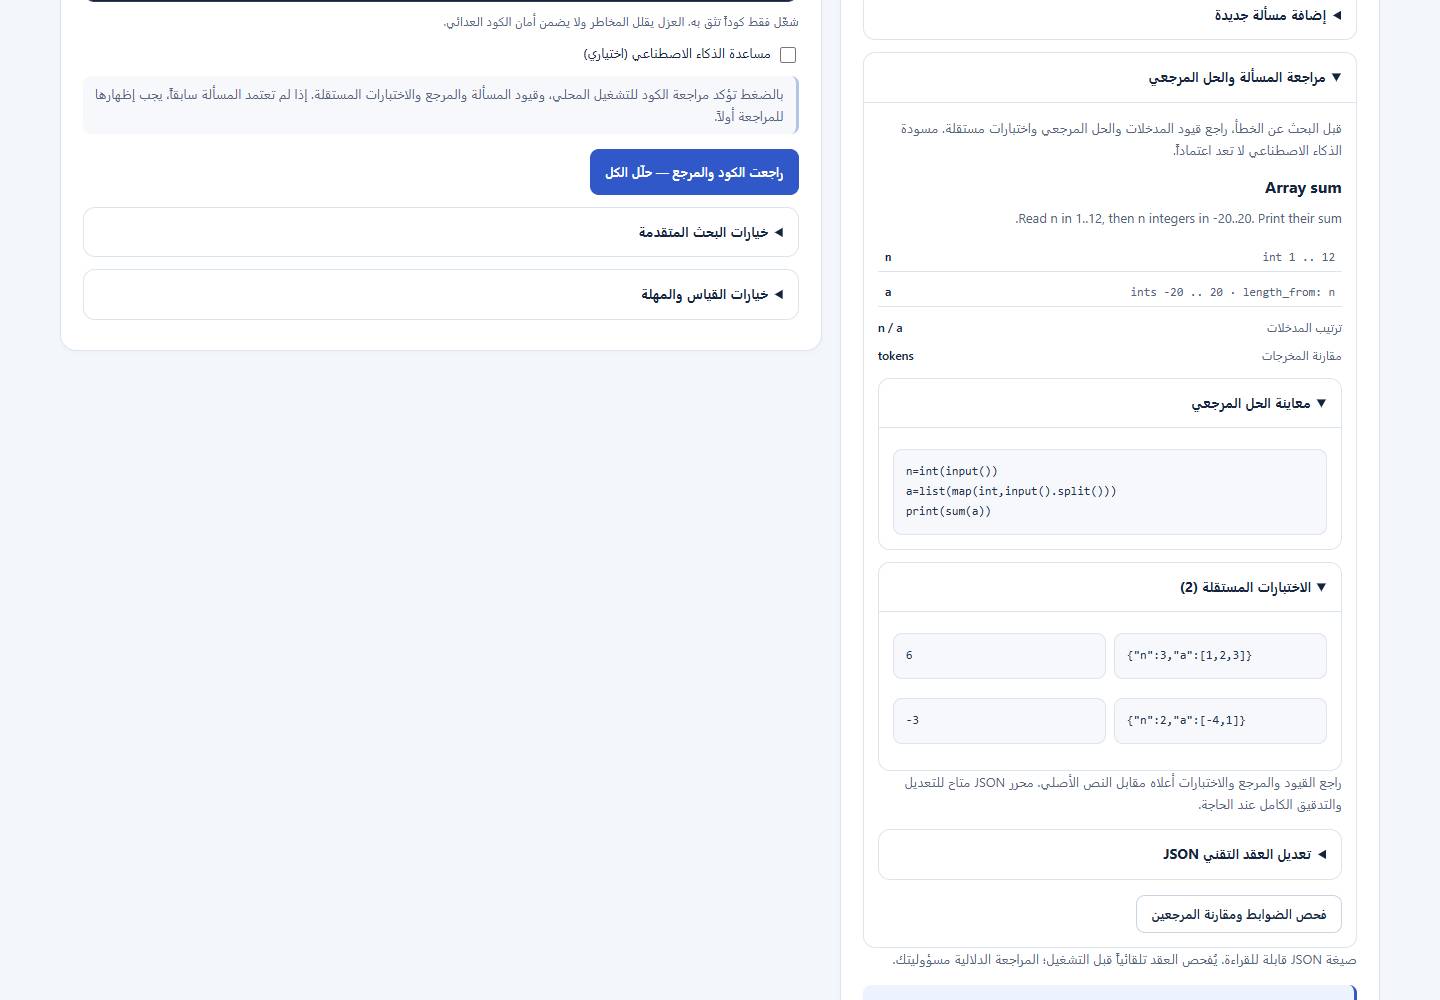 إضافة مسألة جديدة
مراجعة المسألة والحل المرجعي
قبل البحث عن الخطأ، راجع قيود المدخلات والحل المرجعي واختبارات مستقلة. مسودة
الذكاء الاصطناعي لا تعد اعتماداً.
Array sum
Read n in 1..12, then n integers in -20..20. Print their sum.
n int 1 .. 12
a ints -20 .. 20 · length_from: n
ترتيب المدخلات n / a
مقارنة المخرجات tokens
معاينة الحل المرجعي
n=int(input())
a=list(map(int,input().split()))
print(sum(a))
الاختبارات المستقلة (2)
{"n":3,"a":[1,2,3]} 6
{"n":2,"a":[-4,1]} -3
راجع القيود والمرجع والاختبارات أعلاه مقابل النص الأصلي. محرر JSON متاح للتعديل
والتدقيق الكامل عند الحاجة.
تعديل العقد التقني JSON
فحص الضوابط ومقارنة المرجعين
صيغة JSON قابلة للقراءة. يُفحص العقد تلقائياً قبل التشغيل؛ المراجعة الدلالية مسؤوليتك.
شغّل فقط كوداً تثق به. العزل يقلل المخاطر ولا يضمن أمان الكود العدائي.
مساعدة الذكاء الاصطناعي (اختياري)
بالضغط تؤكد مراجعة الكود للتشغيل المحلي، وقيود المسألة والمرجع والاختبارات المستقلة. إذا لم تعتمد المسألة سابقاً، يجب إظهارها
للمراجعة أولاً.
راجعت الكود والمرجع — حلّل الكل
خيارات البحث المتقدمة
خيارات القياس والمهلة